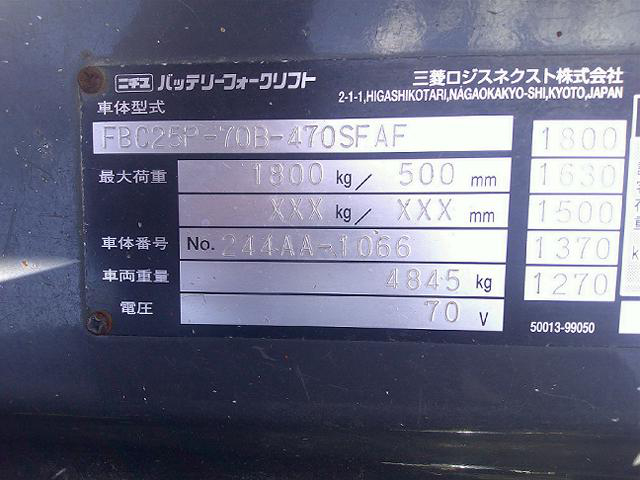 ニチユ バッテリーフォークリフト
三菱ロジスネクスト株式会社
2-1-1,HIGASHIKOTARI,NAGAOKAKYO-SHI,KYOTO,JAPAN
車体型式
FBC25P-70B-470SFAF
1800
最大荷重 1800 kg/ 500 mm
1630
XXX kg/ XXX mm
1500
車体番号 No. 244AA-1066
1370
車両重量 4845 kg
1270
電圧 70 V
50013-99050